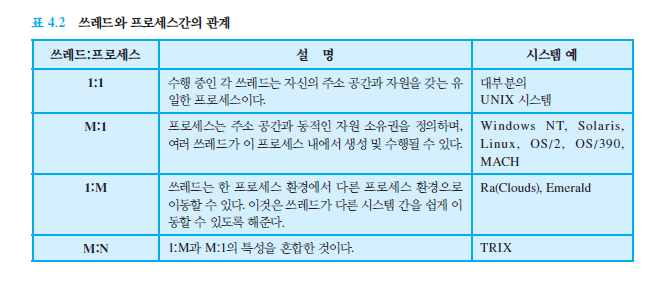 표 4.2 쓰레드와 프로세스간의 관계
쓰레드:프로세스 설 명 시스템 예
1:1 수행 중인 각 쓰레드는 자신의 주소 공간과 자원을 갖는 유 대부분의
일한 프로세스이다. UNIX 시스템
M:1 프로세스는 주소 공간과 동적인 자원 소유권을 정의하며, Windows NT, Solaris,
여러 쓰레드가 이 프로세스 내에서 생성 및 수행될 수 있다. Linux, OS/2, OS/390,
MACH
1:M 쓰레드는 한 프로세스 환경에서 다른 프로세스 환경으로 Ra(Clouds), Emerald
이동할 수 있다. 이것은 쓰레드가 다른 시스템 간을 쉽게 이
동할 수 있도록 해준다.
M:N 1:M과 M:1의 특성을 혼합한 것이다. TRIX